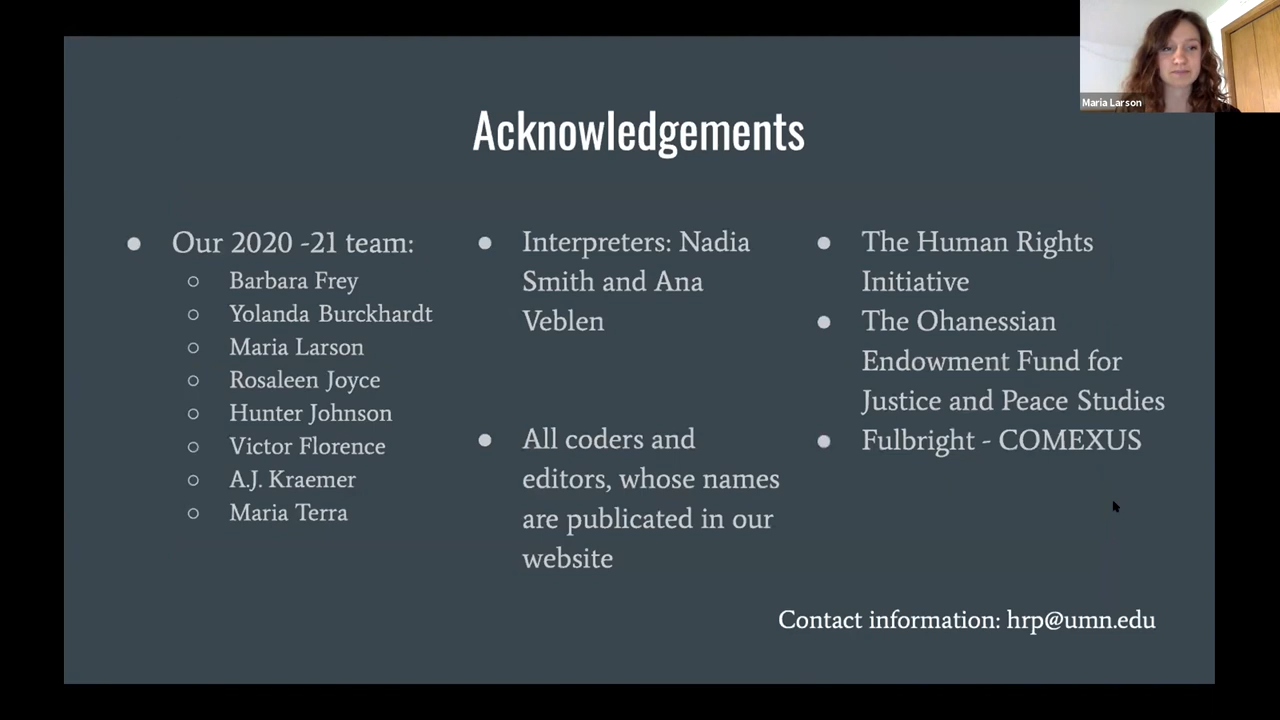 Maria Larson
Acknowledgements
● Our 2020 -21 team:
○ Barbara Frey
○ Yolanda Burckhardt
○ Maria Larson
○ Rosaleen Joyce
○ Hunter Johnson
○ Victor Florence
○ A.J. Kraemer
○ Maria Terra
● Interpreters: Nadia
Smith and Ana
Veblen
● All coders and
editors, whose names
are publicated in our
website
● The Human Rights
Initiative
● The Ohanessian
Endowment Fund for
Justice and Peace Studies
● Fulbright - COMEXUS
Contact information: hrp@umn.edu